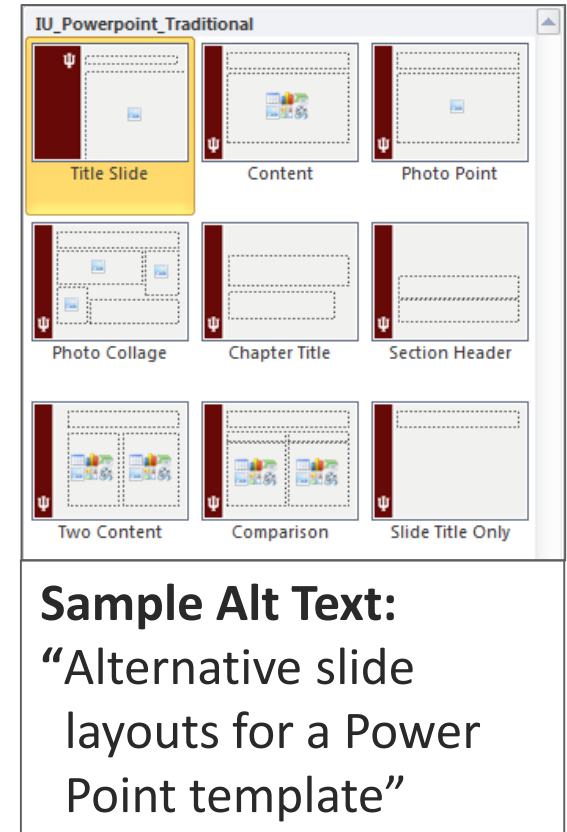 IU_Powerpoint_Traditional
Title Slide
Content
Photo Point
Photo Collage
Chapter Title
Section Header
Two Content
Comparison
Slide Title Only
Sample Alt Text:
“Alternative slide
layouts for a Power
Point template”